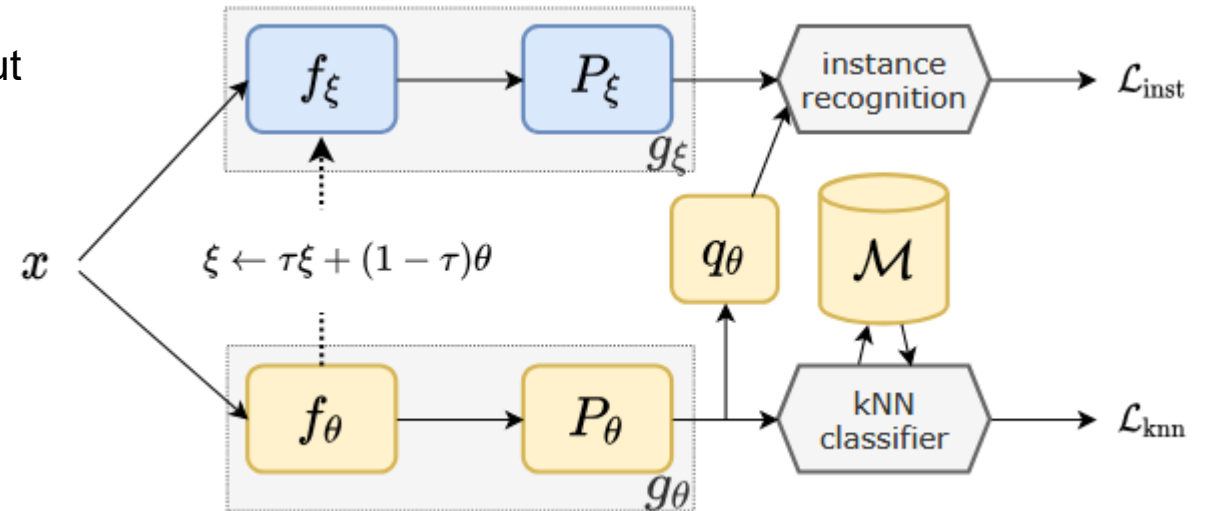 ut
f_ξ
P_ξ
instance
recognition
ℒ_inst
g_ξ
x
ξ ← τξ + (1 − τ)θ
q_θ
ℳ
f_θ
P_θ
kNN
classifier
ℒ_knn
g_θ